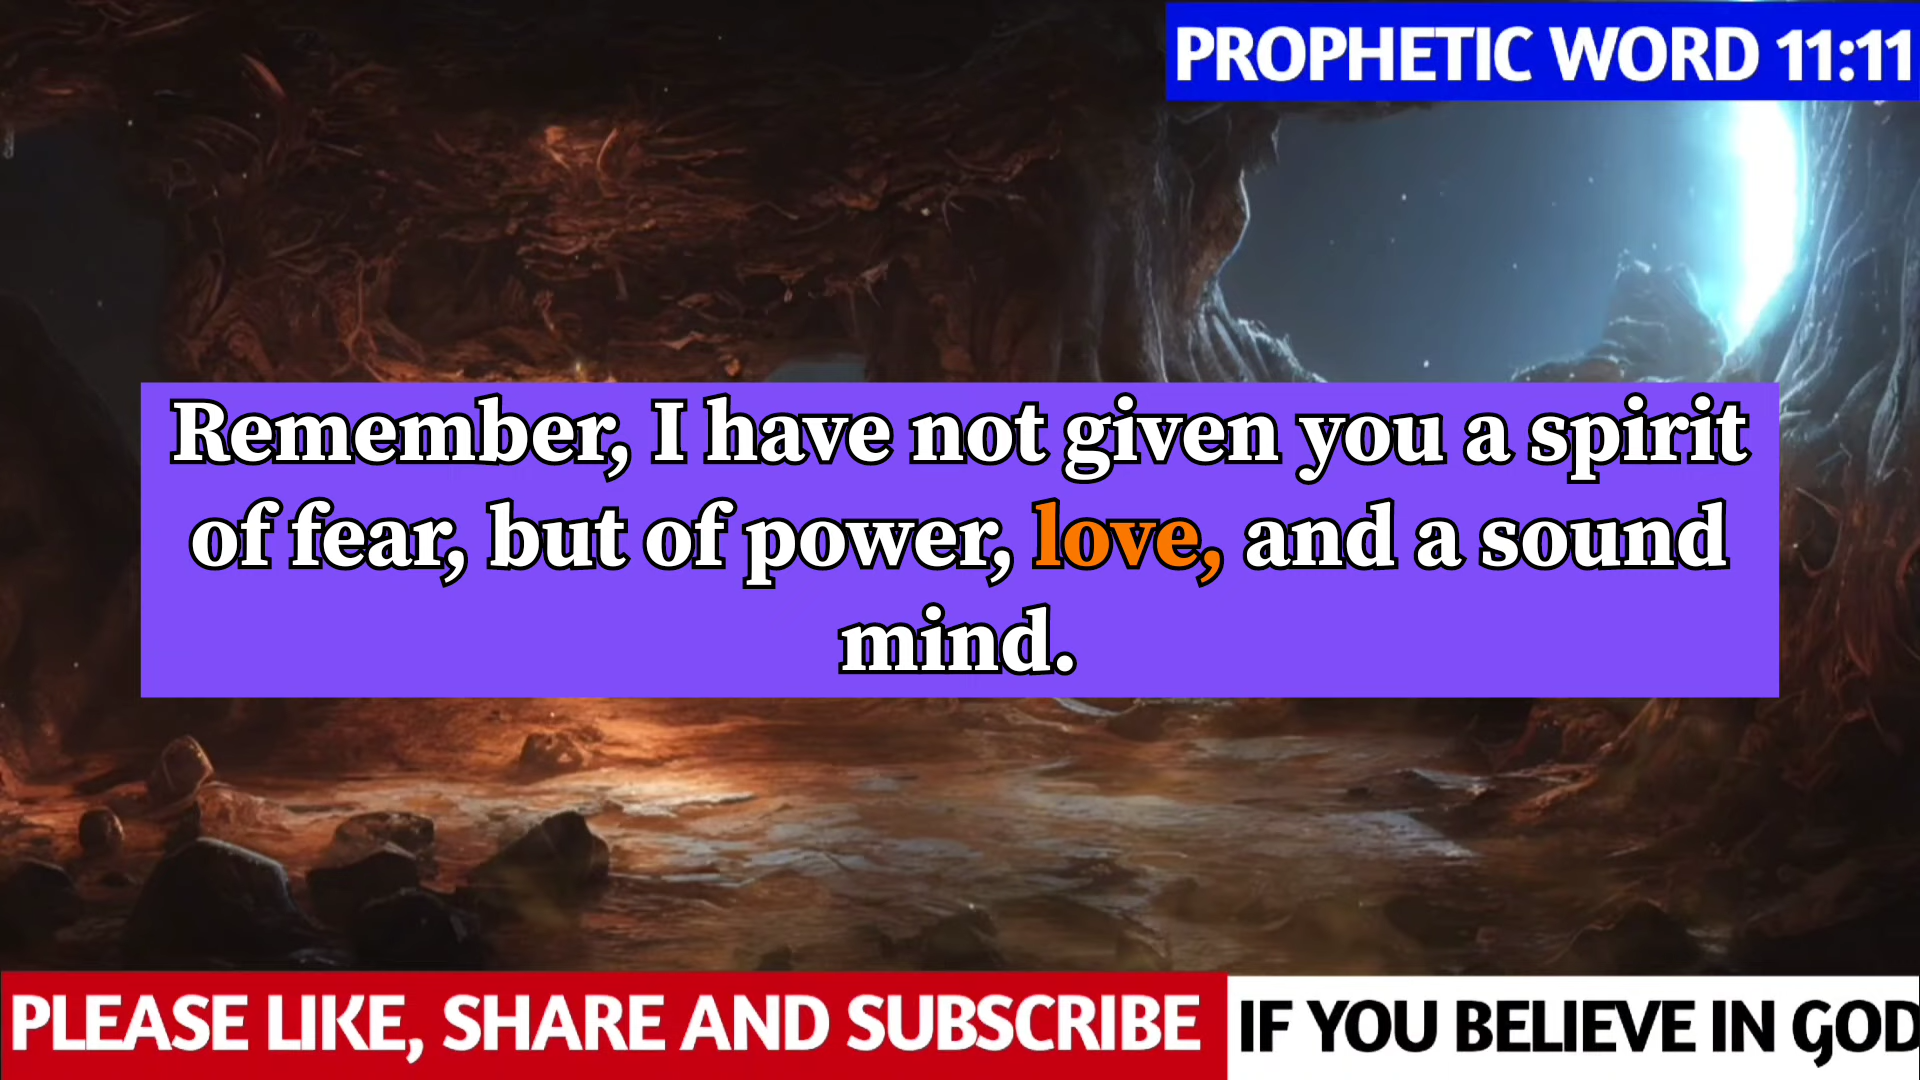 PROPHETIC WORD 11:11
Remember, I have not given you a spirit
of fear, but of power, love, and a sound
mind.
PLEASE LIKE, SHARE AND SUBSCRIBE
IF YOU BELIEVE IN GOD